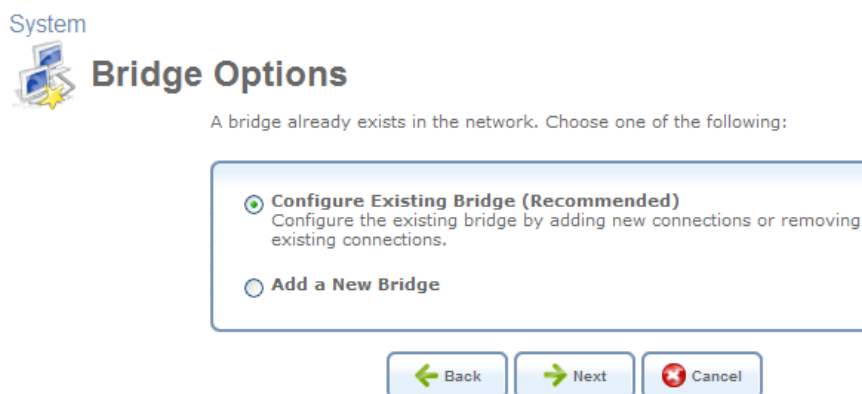 System
Bridge Options
A bridge already exists in the network. Choose one of the following:
Configure Existing Bridge (Recommended)
Configure the existing bridge by adding new connections or removing
existing connections.
Add a New Bridge
Back
Next
Cancel